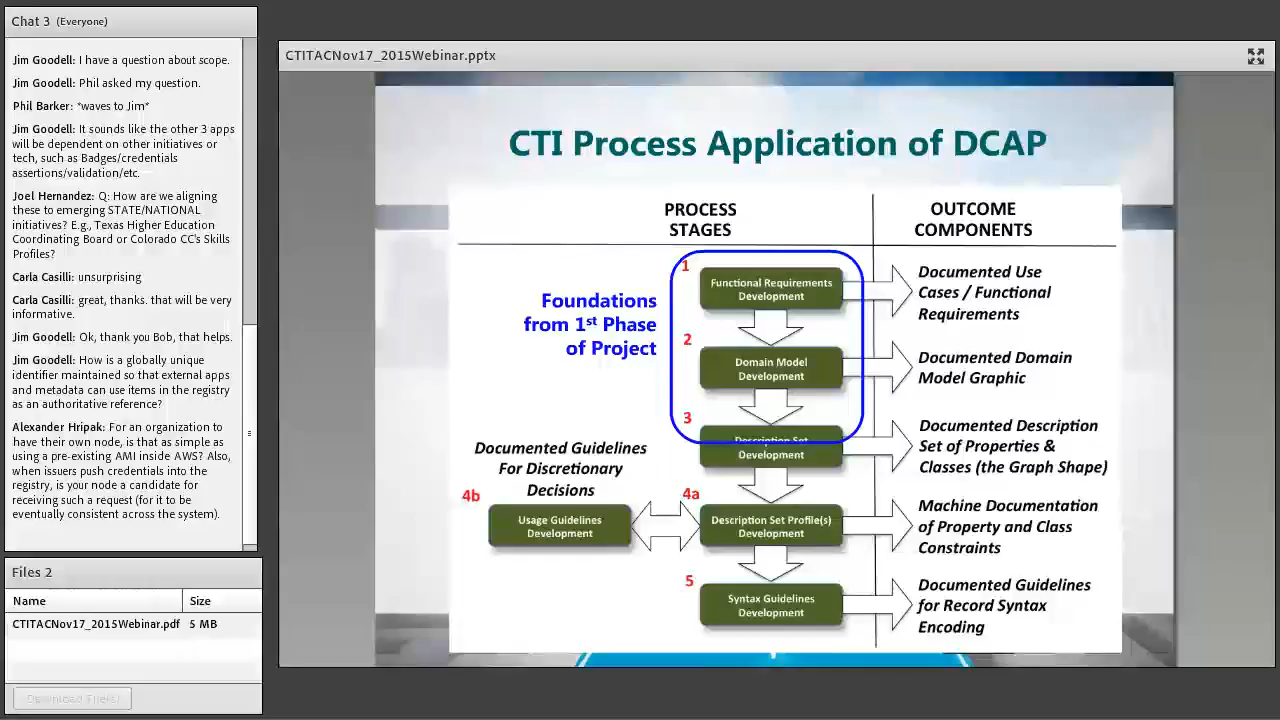 Chat 3 (Everyone)
Jim Goodell: I have a question about scope.
Jim Goodell: Phil asked my question.
Phil Barker: *waves to Jim*
Jim Goodell: It sounds like the other 3 apps
will be dependent on other initiatives or
tech, such as Badges/credentials
assertions/validation/etc.
Joel Hernandez: Q: How are we aligning
these to emerging STATE/NATIONAL
initiatives? E.g., Texas Higher Education
Coordinating Board or Colorado CC's Skills
Profiles?
Carla Casilli: unsurprising
Carla Casilli: great, thanks. that will be very
informative.
Jim Goodell: Ok, thank you Bob, that helps.
Jim Goodell: How is a globally unique
identifier maintained so that external apps
and metadata can use items in the registry
as an authoritative reference?
Alexander Hripak: For an organization to
have their own node, is that as simple as
using a pre-existing AMI inside AWS? Also,
when issuers push credentials into the
registry, is your node a candidate for
receiving such a request (for it to be
eventually consistent across the system).
Files 2
Name Size
CTITACNov17_2015Webinar.pdf 5 MB
Download File(s)
CTITACNov17_2015Webinar.pptx
CTI Process Application of DCAP
PROCESS
STAGES
OUTCOME
COMPONENTS
Foundations
from 1st Phase
of Project
1
Functional Requirements
Development
Documented Use
Cases / Functional
Requirements
2
Domain Model
Development
Documented Domain
Model Graphic
3
Description Set
Development
Documented Description
Set of Properties &
Classes (the Graph Shape)
Documented Guidelines
For Discretionary
Decisions
4b
Usage Guidelines
Development
4a
Description Set Profile(s)
Development
Machine Documentation
of Property and Class
Constraints
5
Syntax Guidelines
Development
Documented Guidelines
for Record Syntax
Encoding